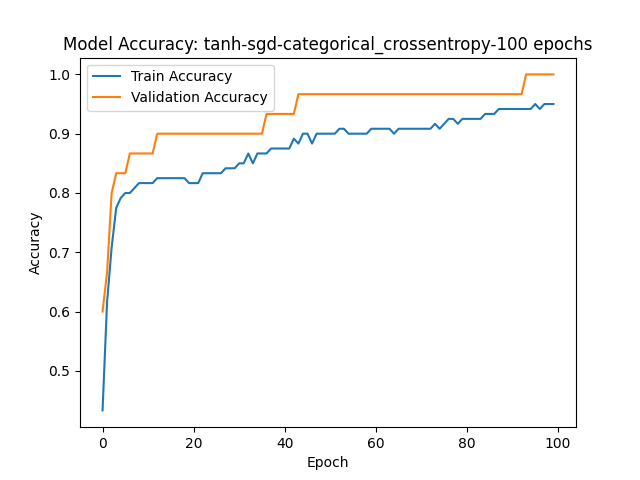 Model Accuracy: tanh-sgd-categorical_crossentropy-100 epochs
Train Accuracy
Validation Accuracy
1.0
0.9
0.8
0.7
0.6
0.5
Accuracy
0 20 40 60 80 100
Epoch